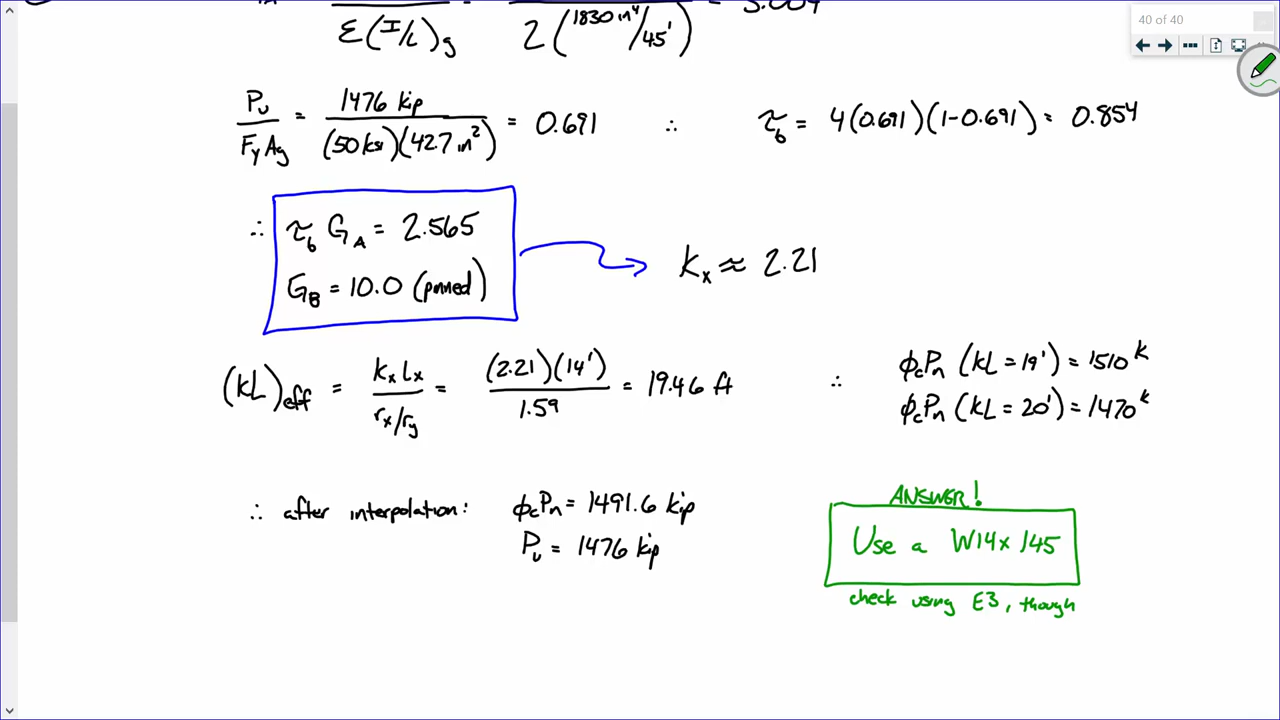 40 of 40
Σ(I/L)g 2(1830 in⁴/45')
Pu/FyAg = 1476 kip/(50 ksi)(42.7 in²) = 0.691 ∴ τb = 4(0.691)(1-0.691) = 0.854
∴ τb GA = 2.565
GB = 10.0 (pinned)
Kx ≈ 2.21
(KL)eff = KxLx/(rx/ry) = (2.21)(14')/1.59 = 19.46 ft ∴ ϕcPn (KL = 19') = 1510 k
ϕcPn (KL = 20') = 1470 k
∴ after interpolation: ϕcPn = 1491.6 kip
Pu = 1476 kip
ANSWER!
Use a W14x145
check using E3, though